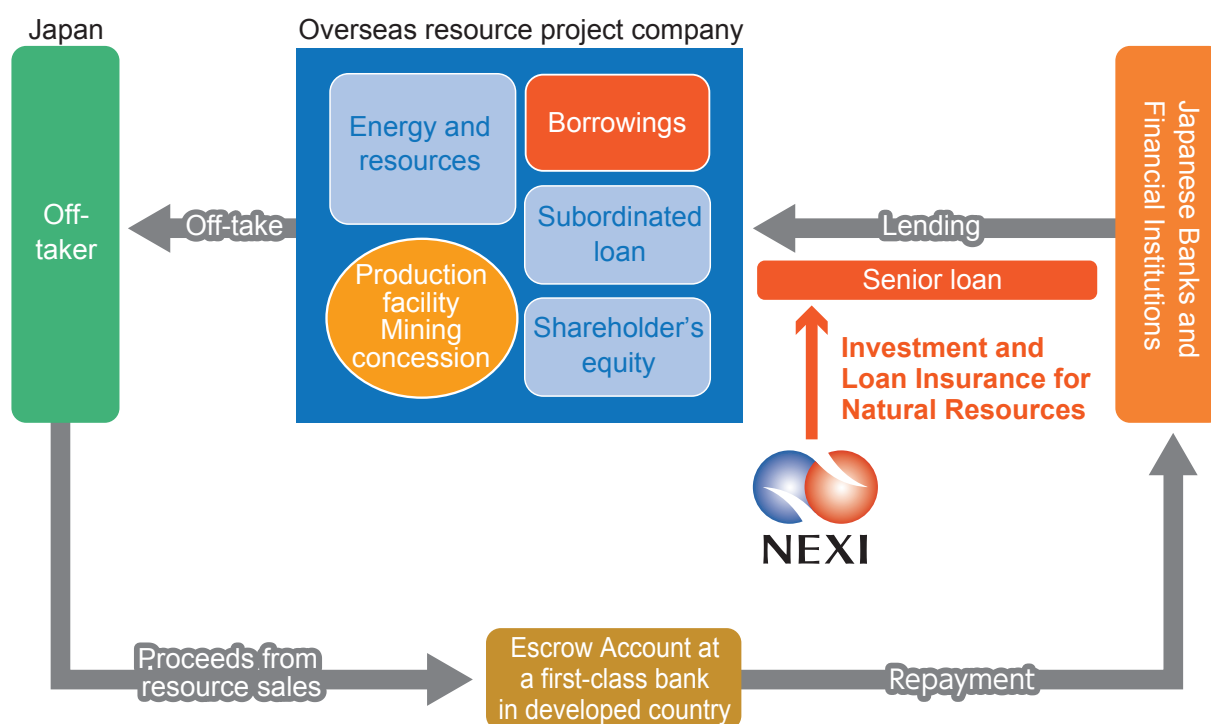 Japan
Overseas resource project company
Off-
taker
Off-take
Energy and
resources
Borrowings
Subordinated
loan
Production
facility
Mining
concession
Shareholder’s
equity
Lending
Senior loan
Investment and
Loan Insurance for
Natural Resources
NEXI
Japanese Banks and
Financial Institutions
Proceeds from
resource sales
Escrow Account at
a first-class bank
in developed country
Repayment